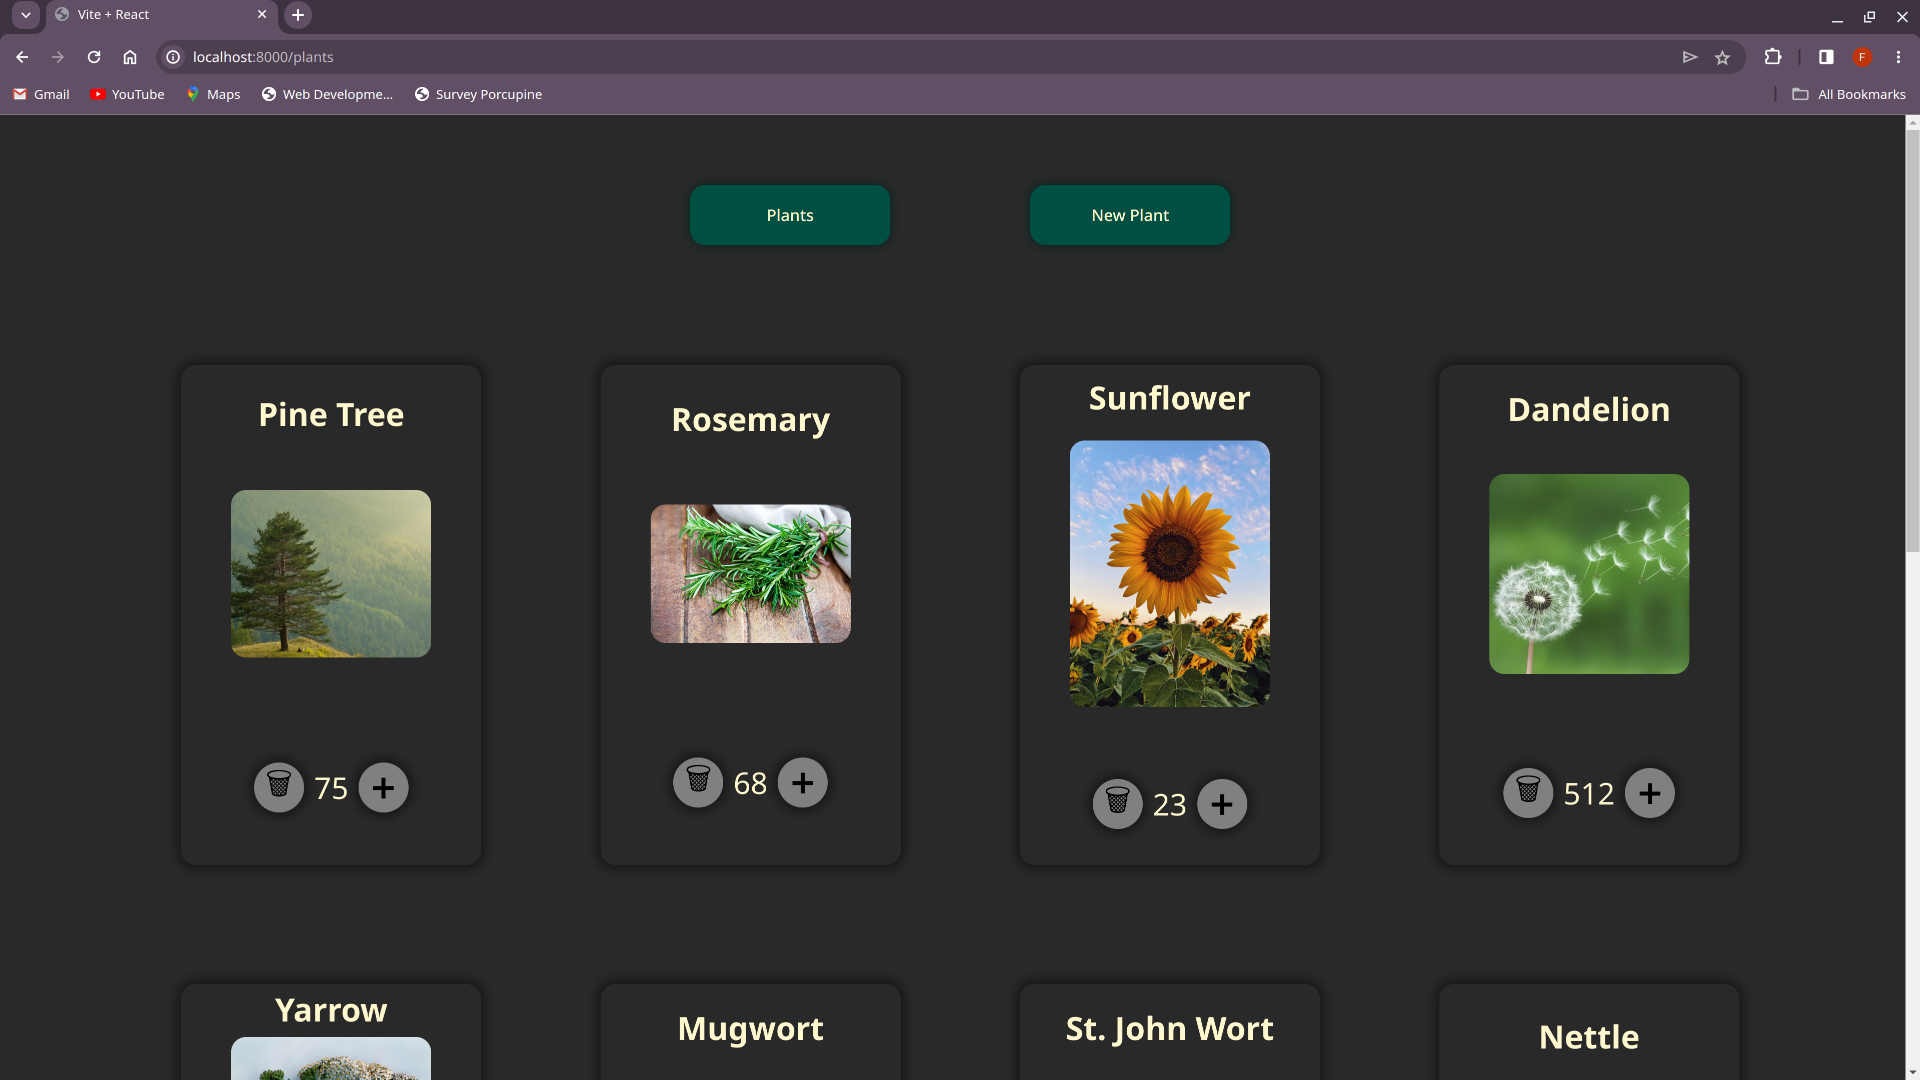 Vite + React
localhost:8000/plants
F
Gmail YouTube Maps Web Developme... Survey Porcupine All Bookmarks
Plants New Plant
Pine Tree Rosemary Sunflower Dandelion
75 + 68 + 23 + 512 +
Yarrow Mugwort St. John Wort Nettle